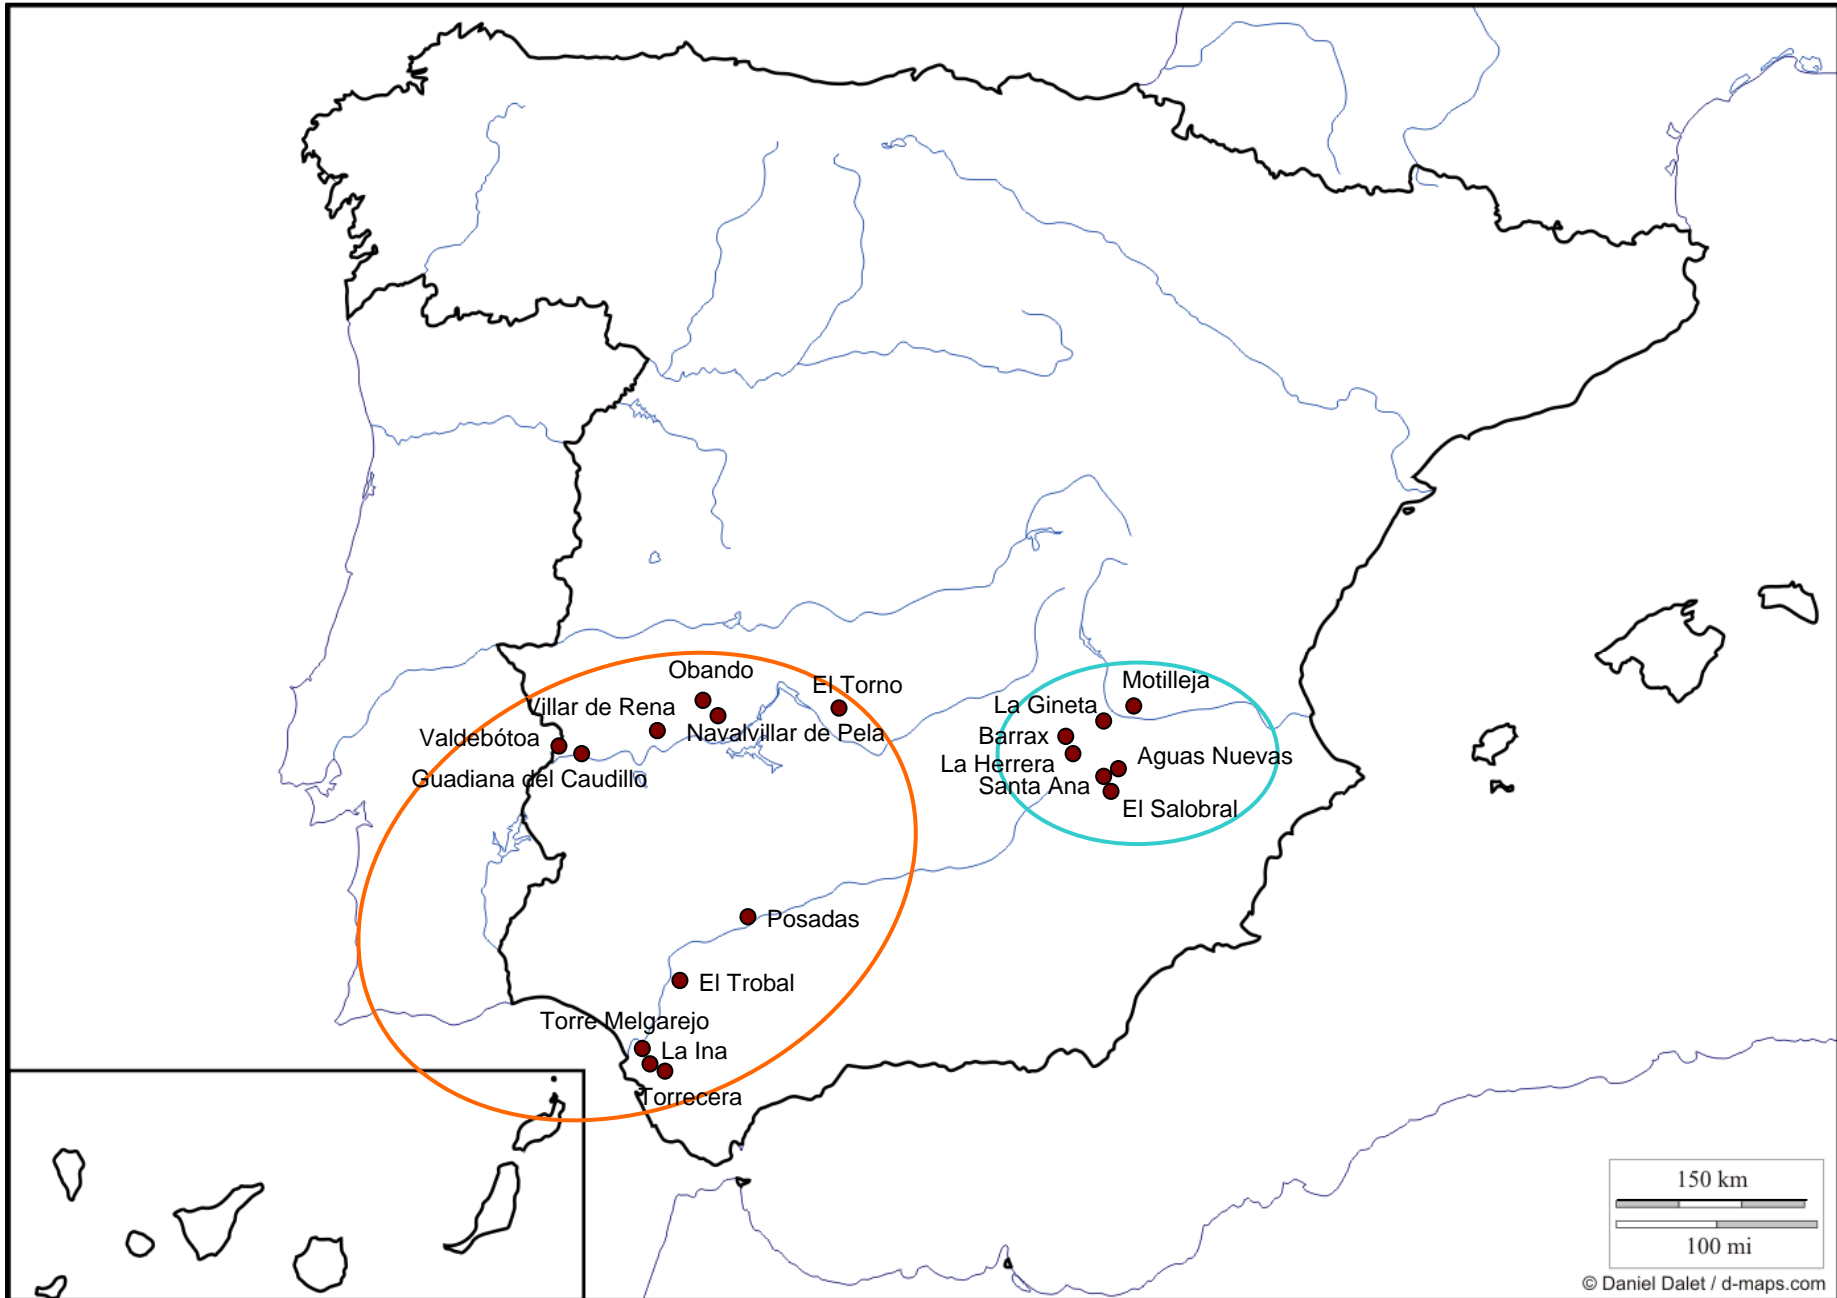 Obando
El Torno
Villar de Rena
Navalvillar de Pela
Valdebótoa
Guadiana del Caudillo
Motilleja
La Gineta
Barrax
La Herrera
Aguas Nuevas
Santa Ana
El Salobral
Posadas
El Trobal
Torre Melgarejo
La Ina
Torrecera
150 km
100 mi
© Daniel Dalet / d-maps.com